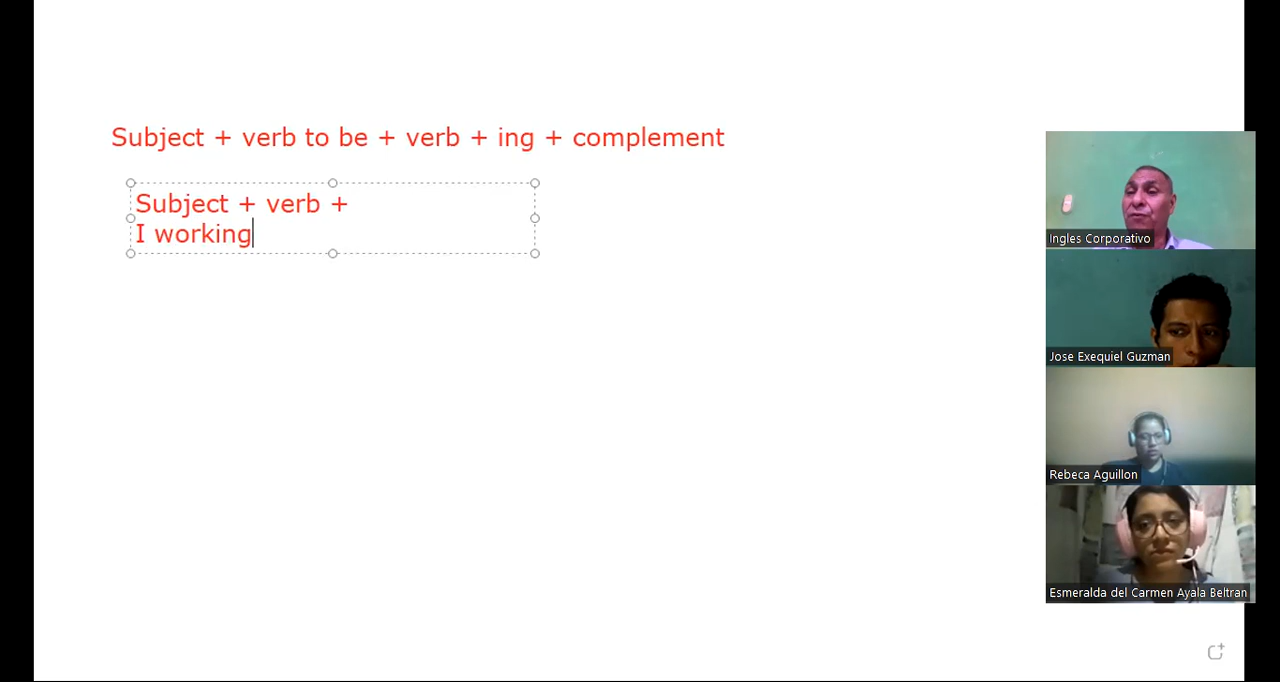 Subject + verb to be + verb + ing + complement
Subject + verb +
I working
Ingles Corporativo
Jose Exequiel Guzman
Rebeca Aguillon
Esmeralda del Carmen Ayala Beltran